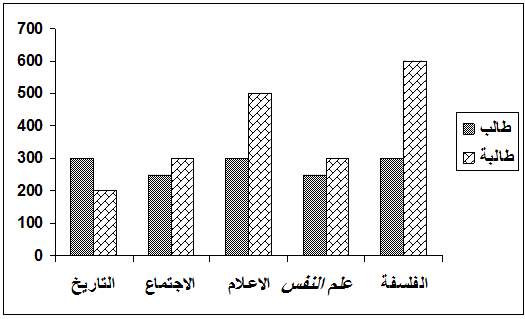 700
600
500
400
300
200
100
0
التاريخ
الاجتماع
الاعلام
علم النفس
الفلسفة
طالب
طالبة